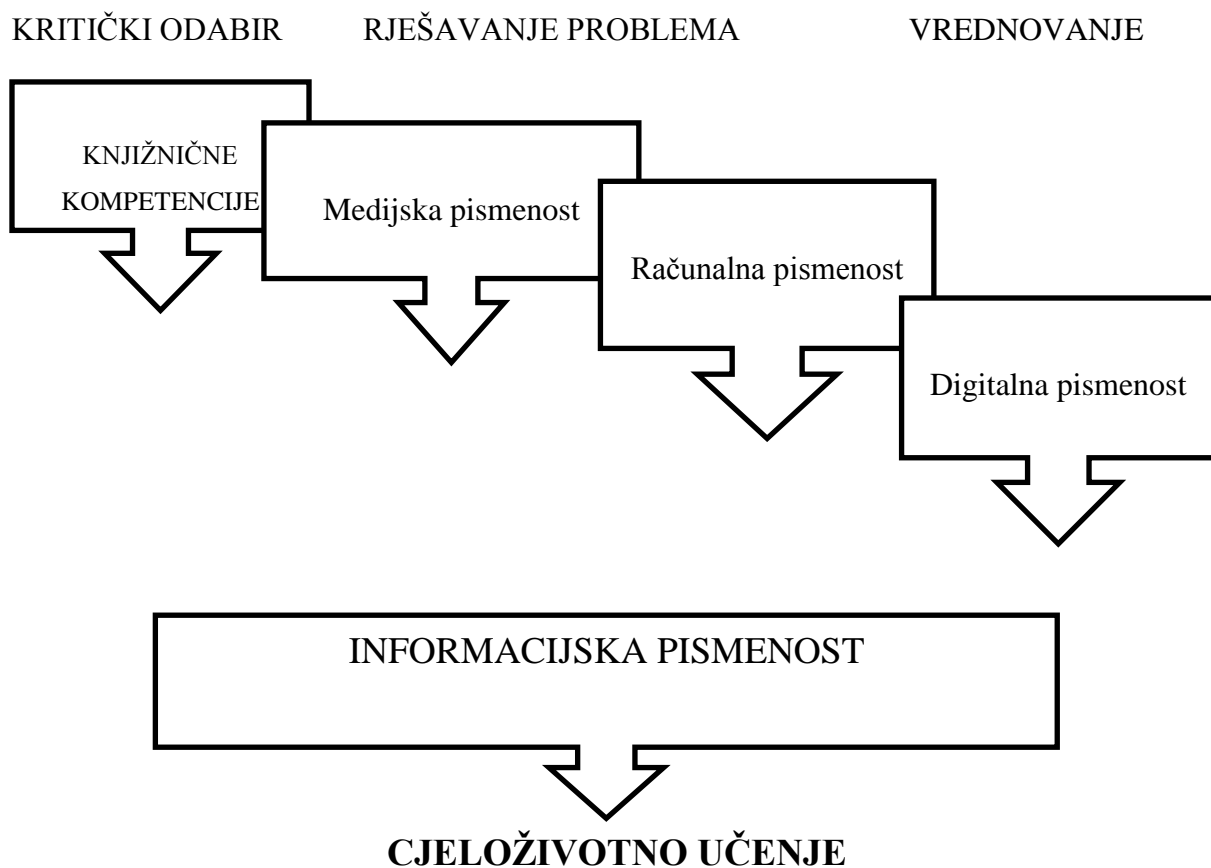 KRITIČKI ODABIR RJEŠAVANJE PROBLEMA VREDNOVANJE
KNJIŽNIČNE
KOMPETENCIJE
Medijska pismenost
Računalna pismenost
Digitalna pismenost
INFORMACIJSKA PISMENOST
CJELOŽIVOTNO UČENJE